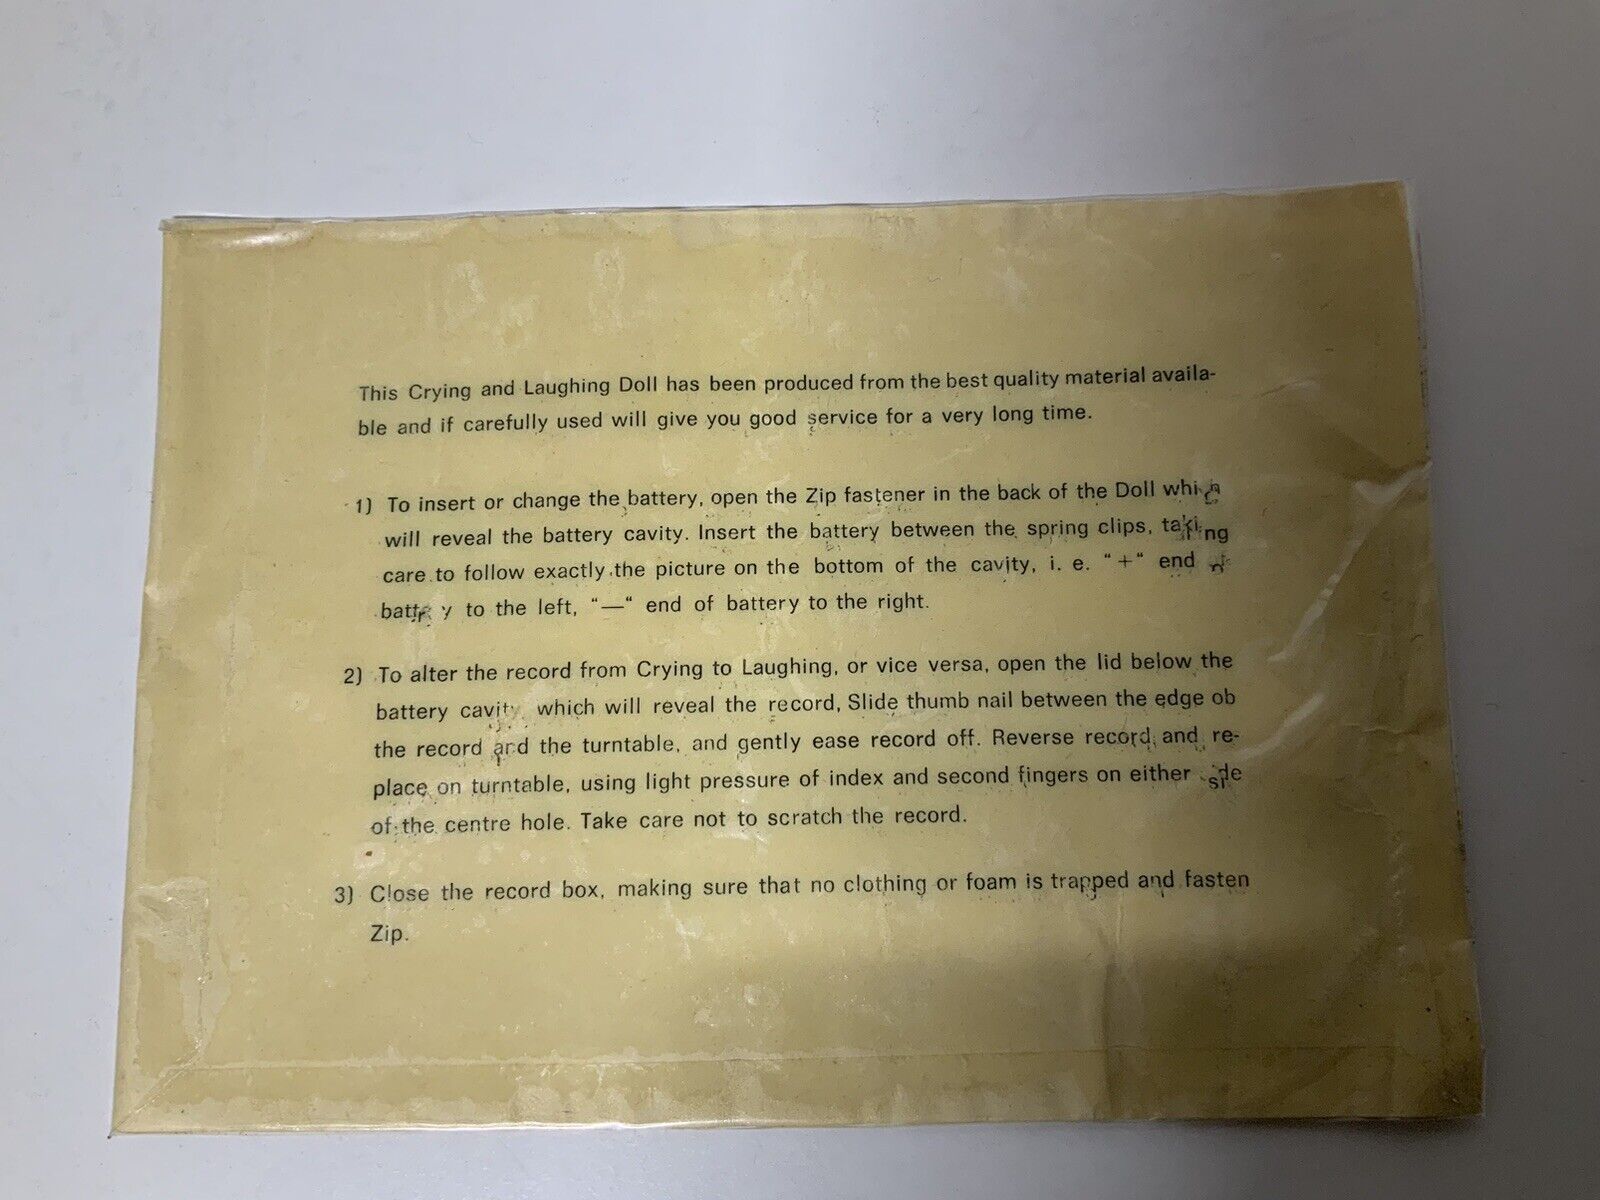 This Crying and Laughing Doll has been produced from the best quality material availa-
ble and if carefully used will give you good service for a very long time.
1) To insert or change the battery, open the Zip fastener in the back of the Doll which
will reveal the battery cavity. Insert the battery between the spring clips, taking
care to follow exactly the picture on the bottom of the cavity, i. e. “+“ end of
battery to the left, “—“ end of battery to the right.
2) To alter the record from Crying to Laughing, or vice versa, open the lid below the
battery cavity which will reveal the record, Slide thumb nail between the edge ob
the record and the turntable, and gently ease record off. Reverse record, and re-
place on turntable, using light pressure of index and second fingers on either side
of the centre hole. Take care not to scratch the record.
3) Close the record box, making sure that no clothing or foam is trapped and fasten
Zip.